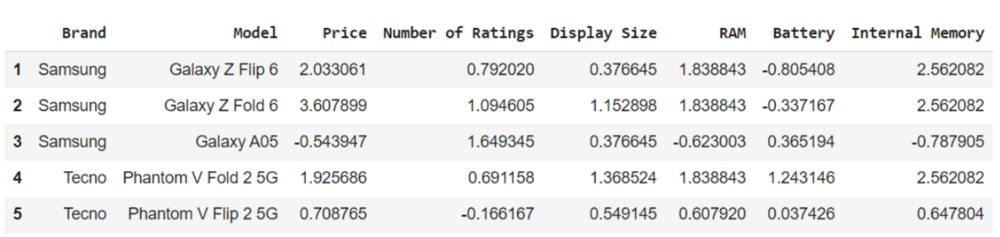 Brand Model Price Number of Ratings Display Size RAM Battery Internal Memory
1 Samsung Galaxy Z Flip 6 2.033061 0.792020 0.376645 1.838843 -0.805408 2.562082
2 Samsung Galaxy Z Fold 6 3.607899 1.094605 1.152898 1.838843 -0.337167 2.562082
3 Samsung Galaxy A05 -0.543947 1.649345 0.376645 -0.623003 0.365194 -0.787905
4 Tecno Phantom V Fold 2 5G 1.925686 0.691158 1.368524 1.838843 1.243146 2.562082
5 Tecno Phantom V Flip 2 5G 0.708765 -0.166167 0.549145 0.607920 0.037426 0.647804